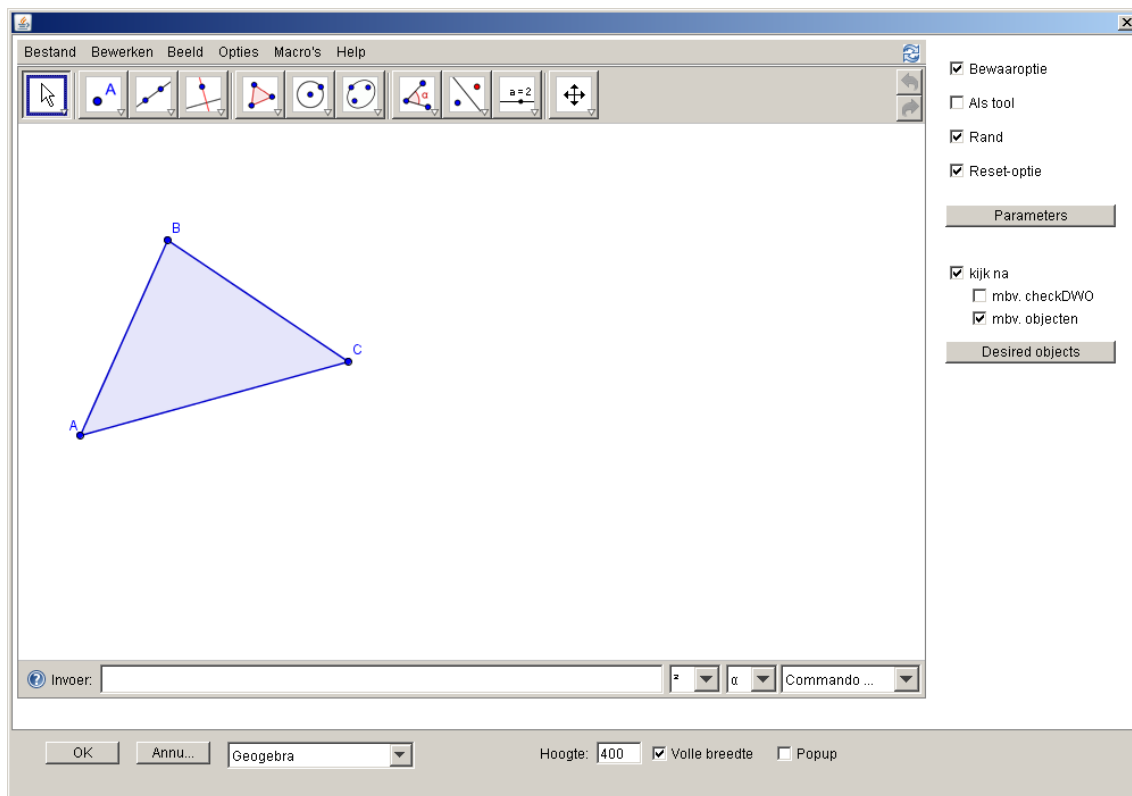 Bestand Bewerken Beeld Opties Macro's Help
A
α
a = 2
B
C
A
Invoer:
²
α
Commando ...
Bewaaroptie
Als tool
Rand
Reset-optie
Parameters
kijk na
mbv. checkDWO
mbv. objecten
Desired objects
OK Annu... Geogebra Hoogte: 400 Volle breedte Popup